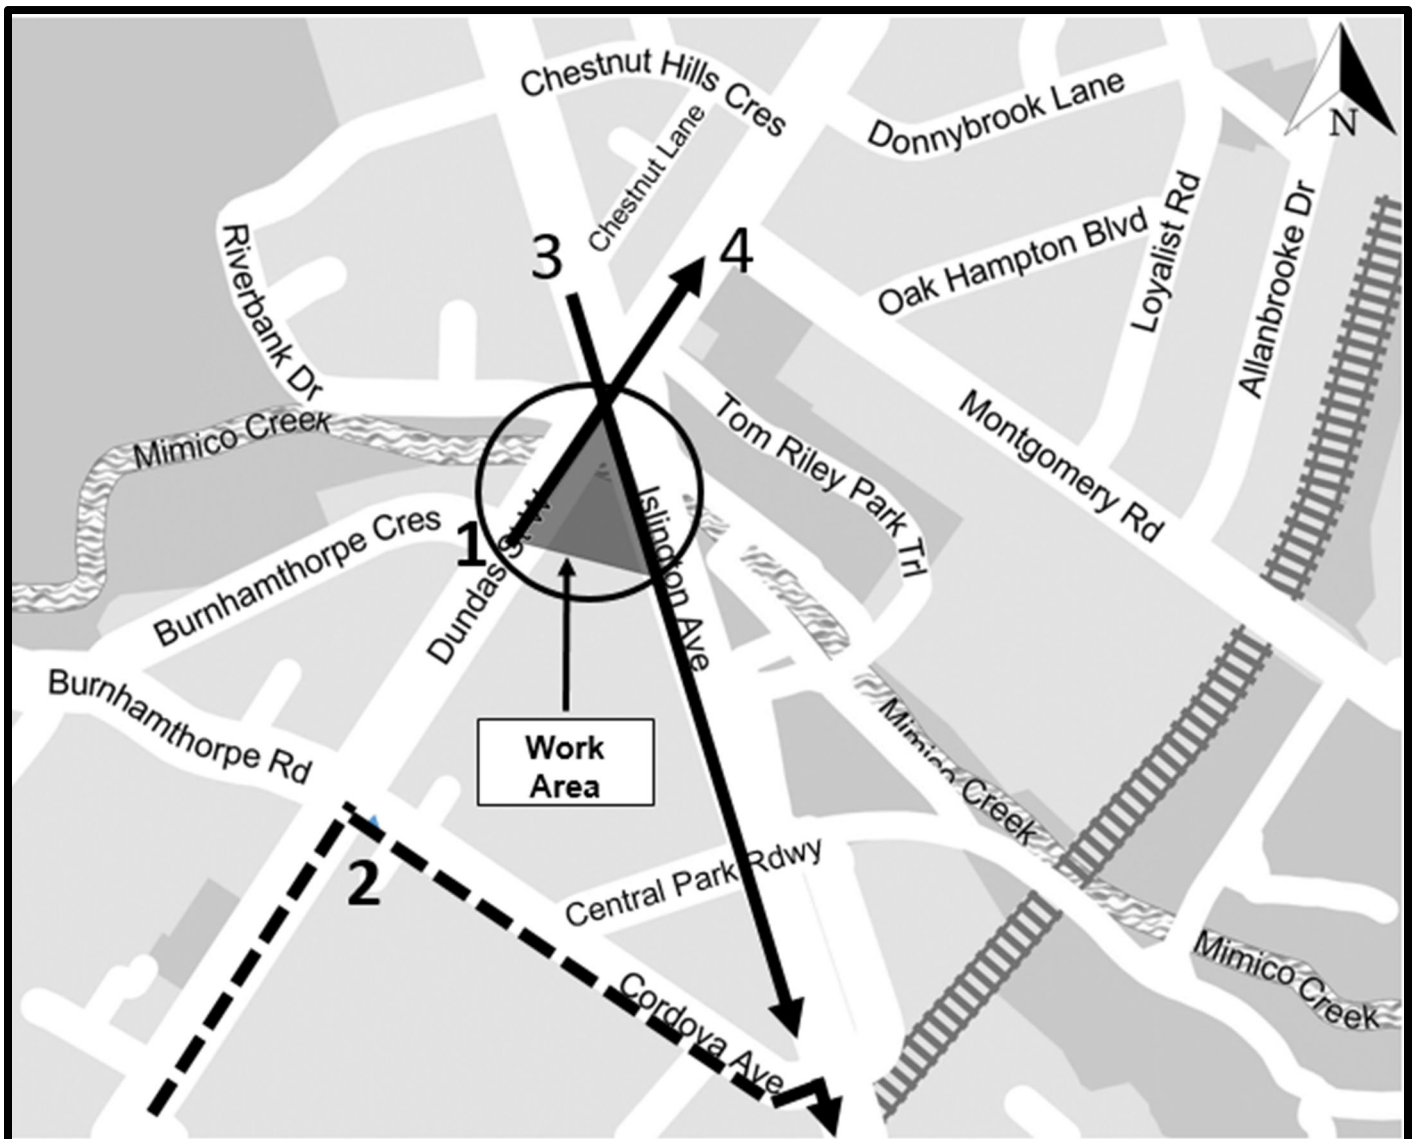 Chestnut Hills Cres
Donnybrook Lane
N
Chestnut Lane
Loyalist Rd
Allanbrooke Dr
Oak Hampton Blvd
3
4
Riverbank Dr
Mimico Creek
Tom Riley Park Trl
Montgomery Rd
Burnhamthorpe Cres
1
Dundas St W
Islington Ave
Burnhamthorpe Rd
Work
Area
Mimico Creek
2
Central Park Rdwy
Cordova Ave
Mimico Creek